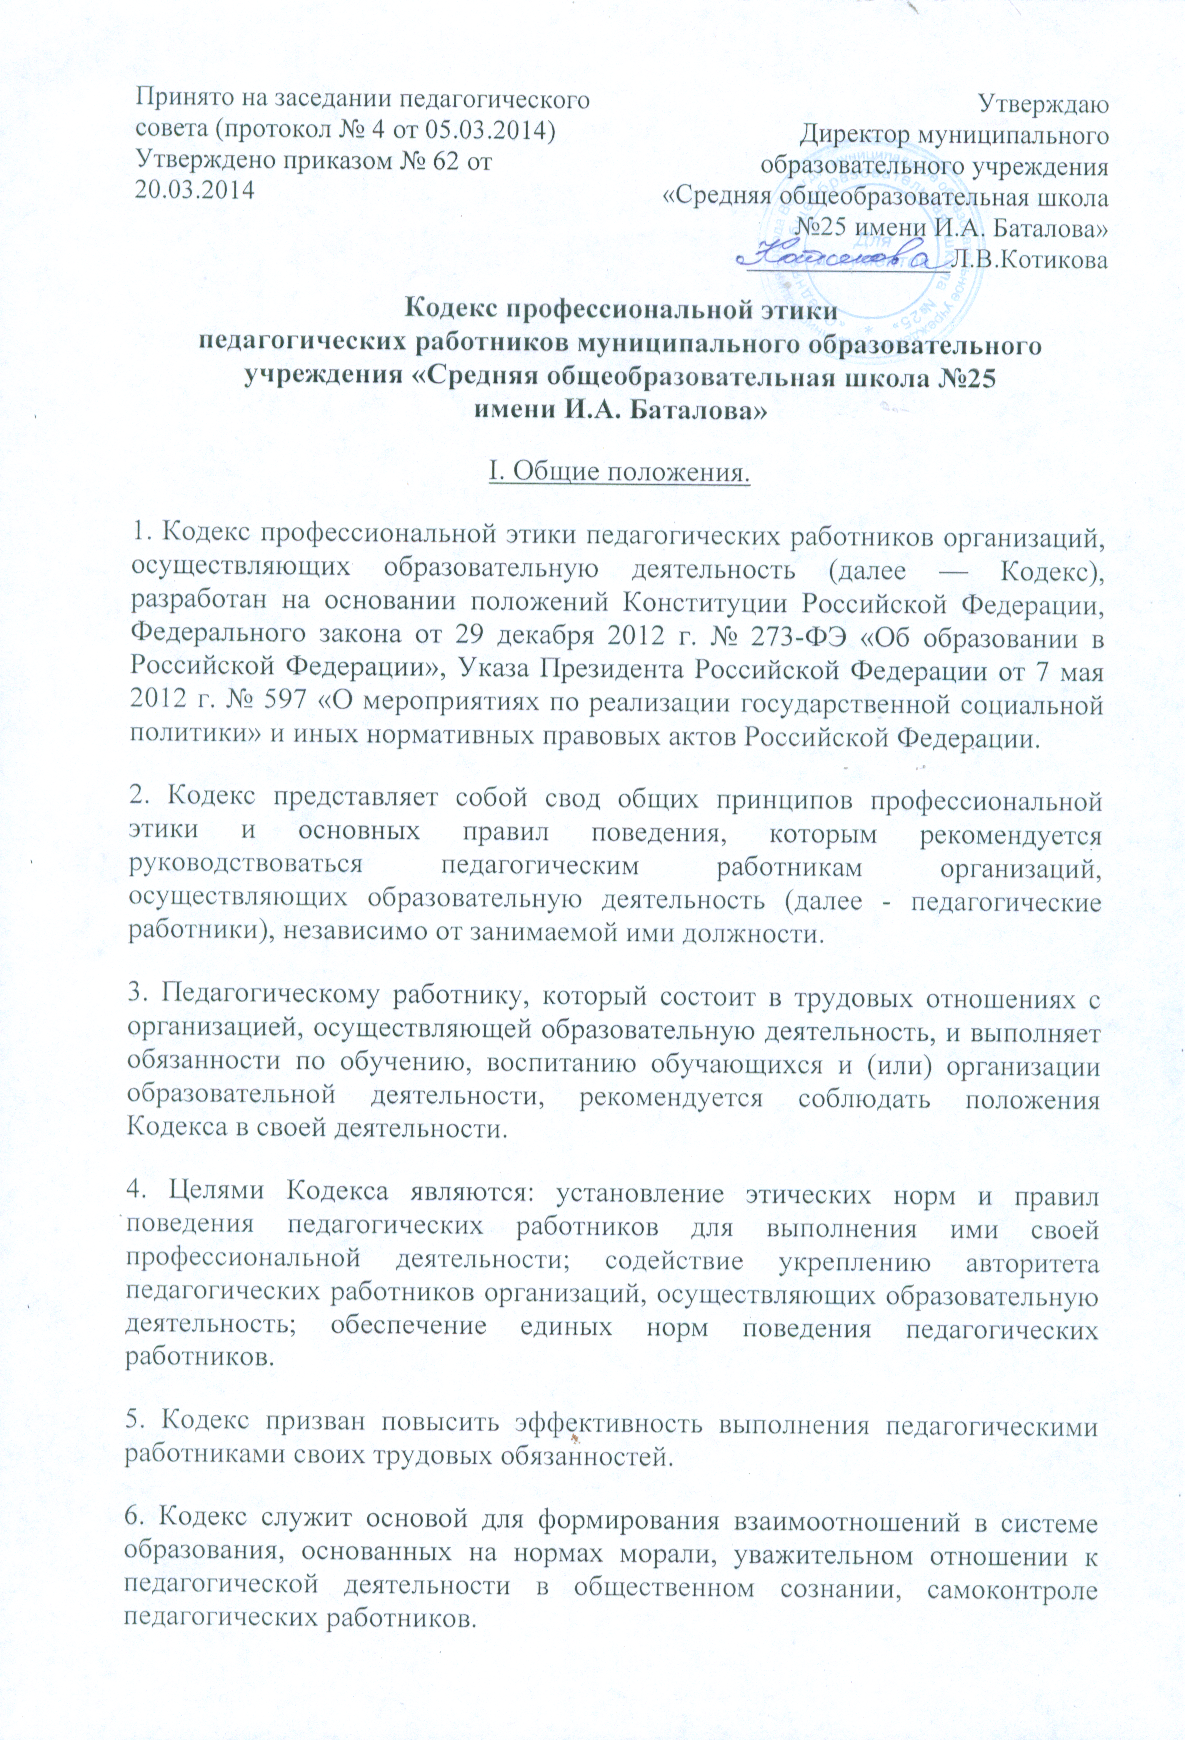 Принято на заседании педагогического
совета (протокол № 4 от 05.03.2014)
Утверждено приказом № 62 от
20.03.2014
Утверждаю
Директор муниципального
образовательного учреждения
«Средняя общеобразовательная школа
№25 имени И.А. Баталова»
Л.В.Котикова
Кодекс профессиональной этики
педагогических работников муниципального образовательного
учреждения «Средняя общеобразовательная школа №25
имени И.А. Баталова»
I. Общие положения.
1. Кодекс профессиональной этики педагогических работников организаций,
осуществляющих образовательную деятельность (далее — Кодекс),
разработан на основании положений Конституции Российской Федерации,
Федерального закона от 29 декабря 2012 г. № 273-ФЭ «Об образовании в
Российской Федерации», Указа Президента Российской Федерации от 7 мая
2012 г. № 597 «О мероприятиях по реализации государственной социальной
политики» и иных нормативных правовых актов Российской Федерации.
2. Кодекс представляет собой свод общих принципов профессиональной
этики и основных правил поведения, которым рекомендуется
руководствоваться педагогическим работникам организаций,
осуществляющих образовательную деятельность (далее - педагогические
работники), независимо от занимаемой ими должности.
3. Педагогическому работнику, который состоит в трудовых отношениях с
организацией, осуществляющей образовательную деятельность, и выполняет
обязанности по обучению, воспитанию обучающихся и (или) организации
образовательной деятельности, рекомендуется соблюдать положения
Кодекса в своей деятельности.
4. Целями Кодекса являются: установление этических норм и правил
поведения педагогических работников для выполнения ими своей
профессиональной деятельности; содействие укреплению авторитета
педагогических работников организаций, осуществляющих образовательную
деятельность; обеспечение единых норм поведения педагогических
работников.
5. Кодекс призван повысить эффективность выполнения педагогическими
работниками своих трудовых обязанностей.
6. Кодекс служит основой для формирования взаимоотношений в системе
образования, основанных на нормах морали, уважительном отношении к
педагогической деятельности в общественном сознании, самоконтроле
педагогических работников.